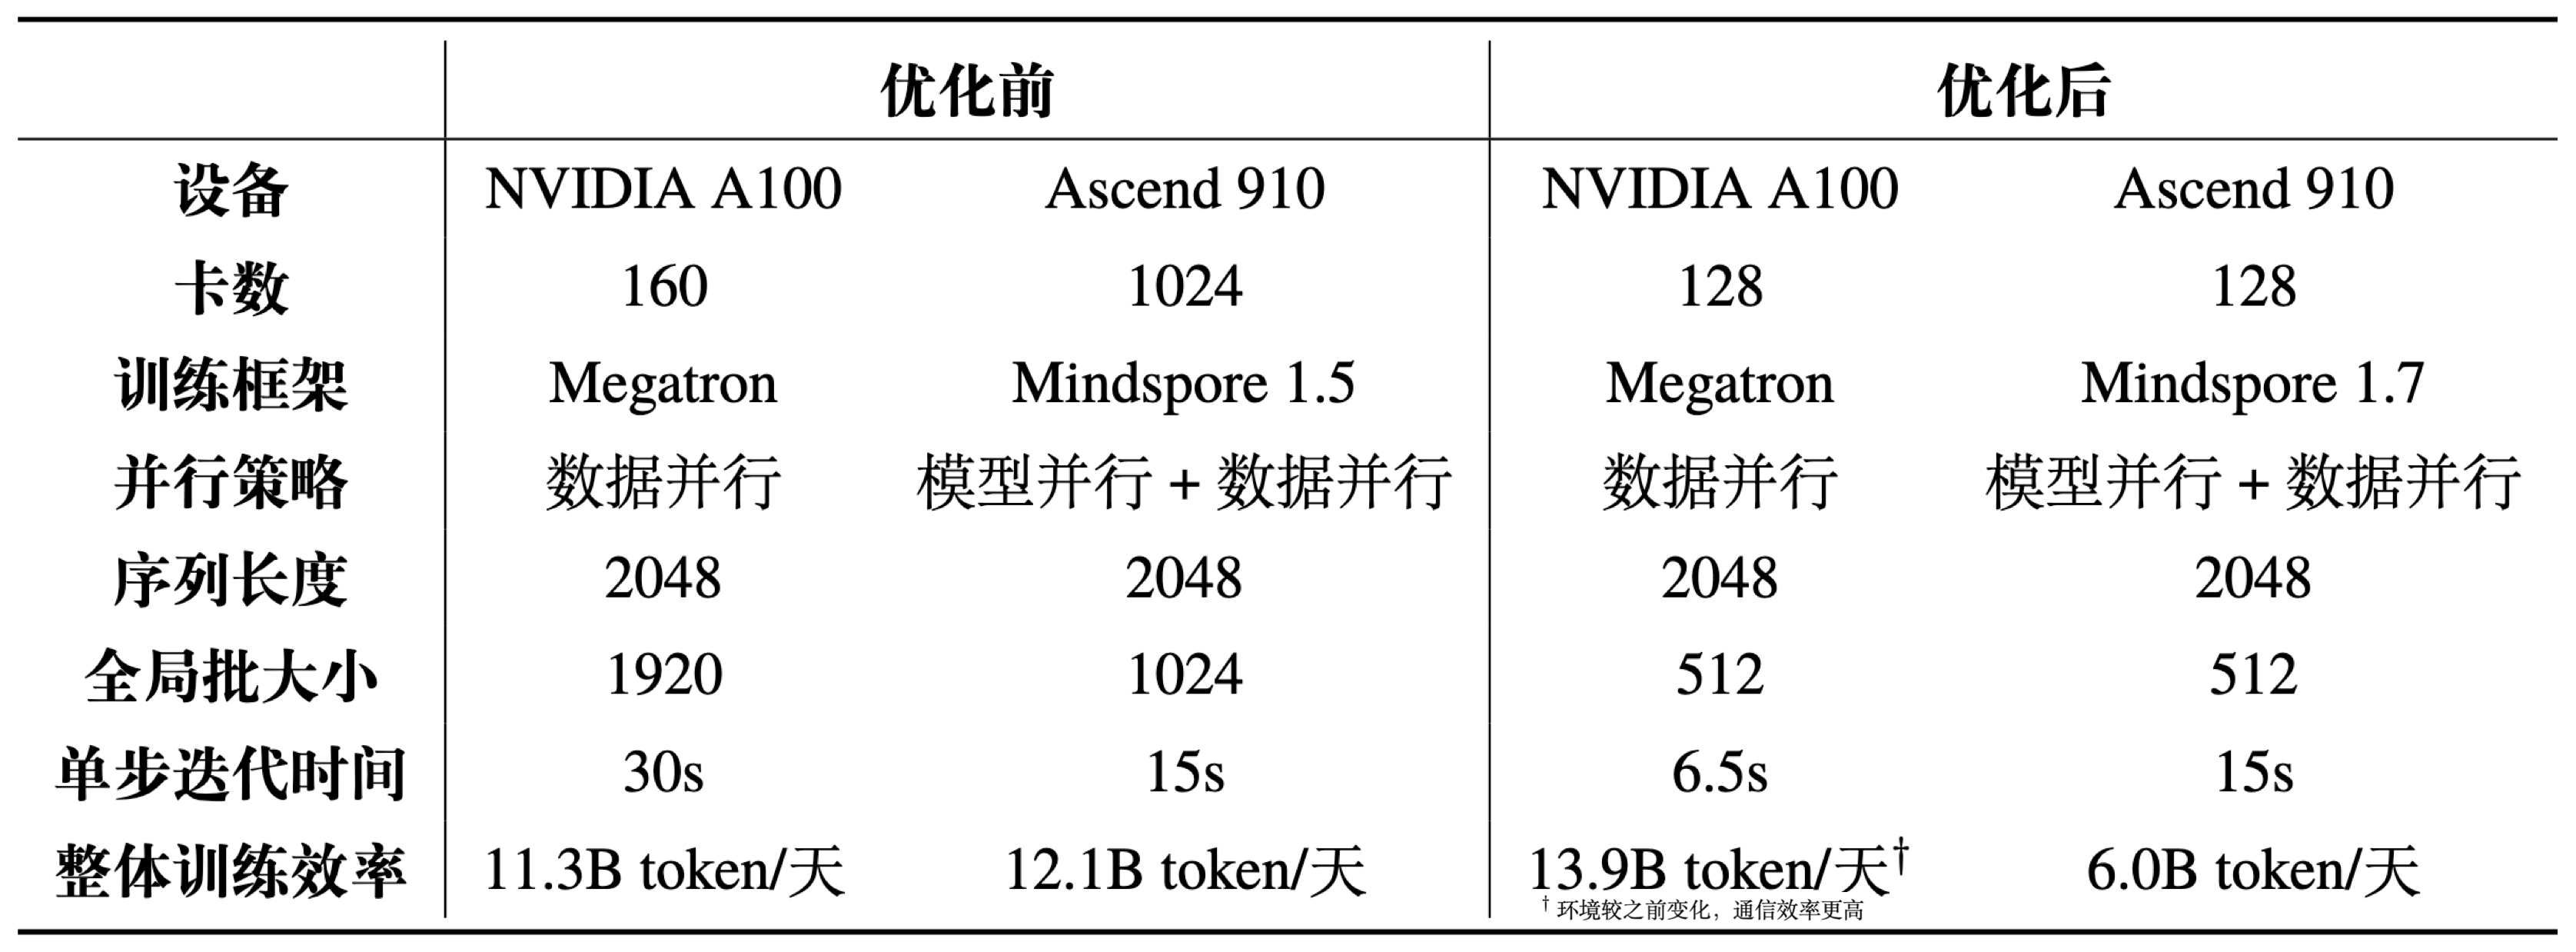 优化前 优化后
设备 NVIDIA A100 Ascend 910 NVIDIA A100 Ascend 910
卡数 160 1024 128 128
训练框架 Megatron Mindspore 1.5 Megatron Mindspore 1.7
并行策略 数据并行 模型并行 + 数据并行 数据并行 模型并行 + 数据并行
序列长度 2048 2048 2048 2048
全局批大小 1920 1024 512 512
单步迭代时间 30s 15s 6.5s 15s
整体训练效率 11.3B token/天 12.1B token/天 13.9B token/天† 6.0B token/天
† 环境较之前变化，通信效率更高